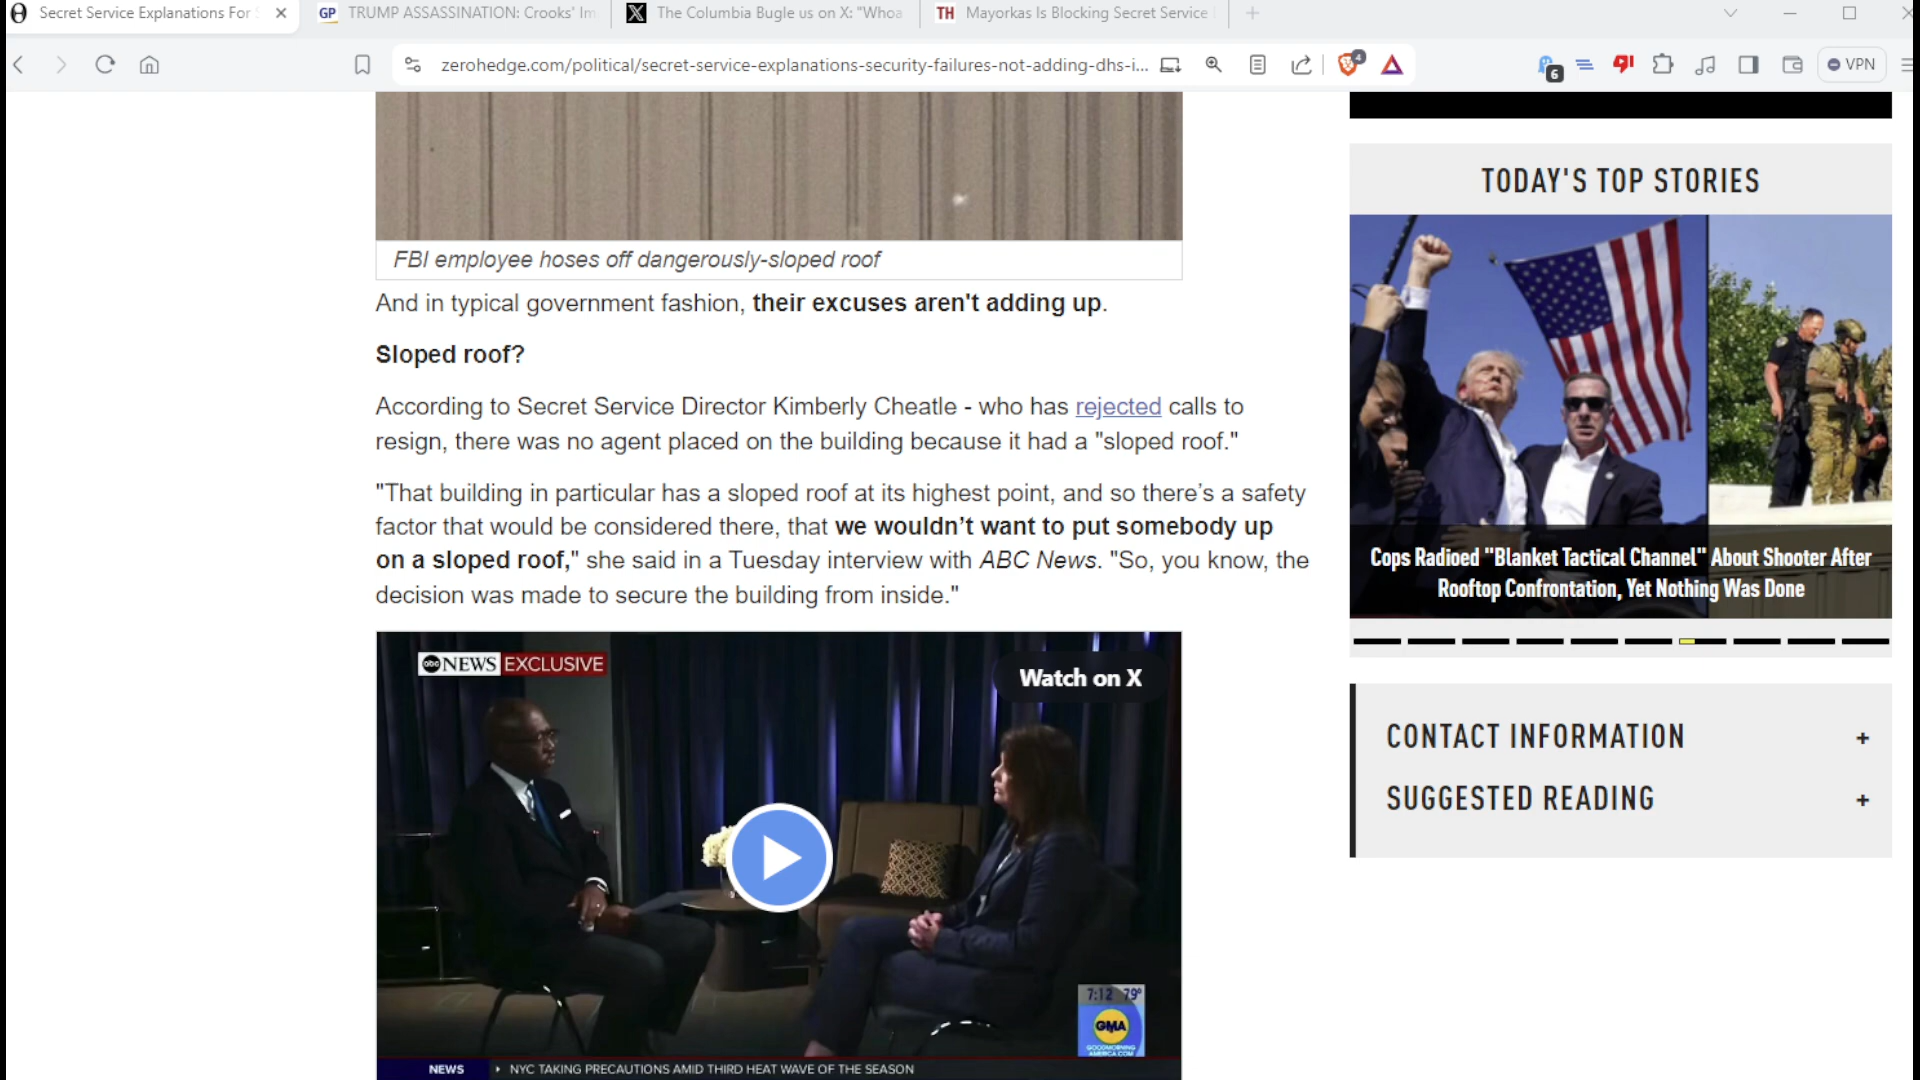 Secret Service Explanations For
GP TRUMP ASSASSINATION: Crooks' Im
The Columbia Bugle us on X: "Whoa
TH Mayorkas Is Blocking Secret Service
zerohedge.com/political/secret-service-explanations-security-failures-not-adding-dhs-i...
4
6
VPN
FBI employee hoses off dangerously-sloped roof
And in typical government fashion, their excuses aren't adding up.
Sloped roof?
According to Secret Service Director Kimberly Cheatle - who has rejected calls to
resign, there was no agent placed on the building because it had a "sloped roof."
"That building in particular has a sloped roof at its highest point, and so there’s a safety
factor that would be considered there, that we wouldn’t want to put somebody up
on a sloped roof," she said in a Tuesday interview with ABC News. "So, you know, the
decision was made to secure the building from inside."
abc NEWS EXCLUSIVE
Watch on X
7:12 79°
GMA
GOODMORNING
AMERICA.COM
NEWS NYC TAKING PRECAUTIONS AMID THIRD HEAT WAVE OF THE SEASON
TODAY'S TOP STORIES
Cops Radioed "Blanket Tactical Channel" About Shooter After
Rooftop Confrontation, Yet Nothing Was Done
CONTACT INFORMATION +
SUGGESTED READING +